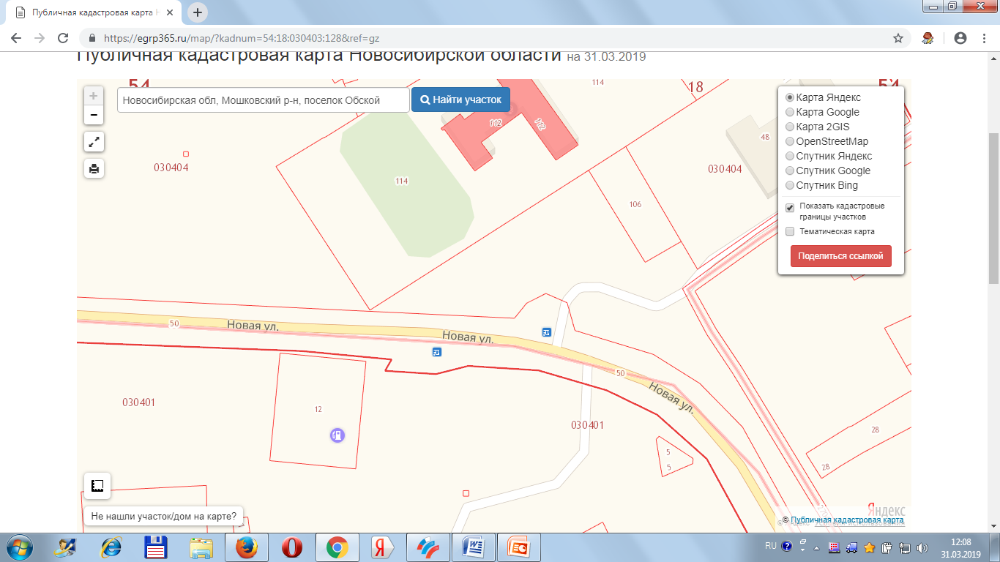 Публичная кадастровая карта Н
https://egrp365.ru/map/?kadnum=54:18:030403:128&ref=gz
Публичная кадастровая карта Новосибирской области на 31.03.2019
54
114
18
54
+
Новосибирская обл, Мошковский р-н, поселок Обской
Найти участок
Карта Яндекс
Карта Google
Карта 2GIS
OpenStreetMap
Спутник Яндекс
Спутник Google
Спутник Bing
Показать кадастровые
границы участков
Тематическая карта
Поделиться ссылкой
−
112
112
48
030404
114
030404
106
50
Новая ул.
Новая ул.
50
Новая ул.
030401
12
030401
28
5
5
28
Не нашли участок/дом на карте?
Яндекс
© Публичная кадастровая карта
© Яндекс Условия использования
RU
12:08
31.03.2019